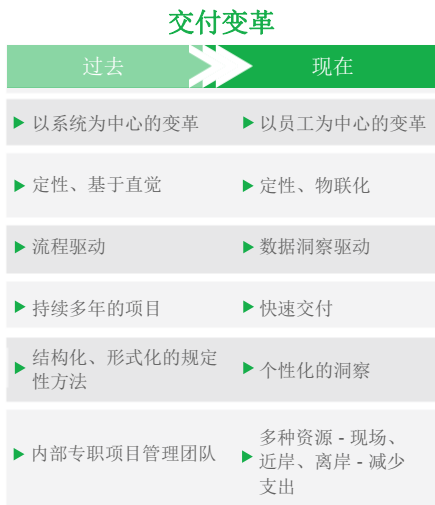 交付变革
过去
现在
以系统为中心的变革
以员工为中心的变革
定性、基于直觉
定性、物联化
流程驱动
数据洞察驱动
持续多年的项目
快速交付
结构化、形式化的规定
性方法
个性化的洞察
内部专职项目管理团队
多种资源 - 现场、
近岸、离岸 - 减少
支出